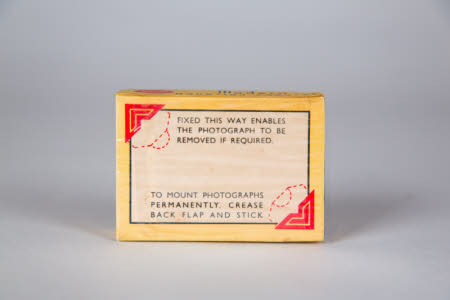 FIXED THIS WAY ENABLES
THE PHOTOGRAPH TO BE
REMOVED IF REQUIRED.
TO MOUNT PHOTOGRAPHS
PERMANENTLY, CREASE
BACK FLAP AND STICK